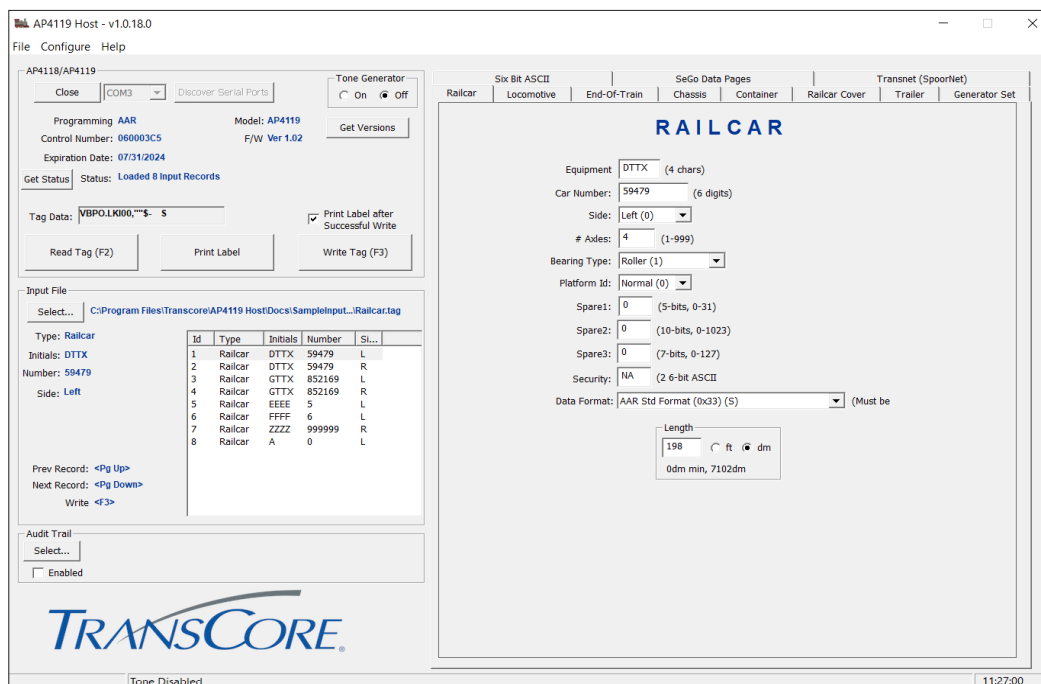 AP4119 Host - v1.0.18.0
File Configure Help
AP4118/AP4119
Close
COM3
Discover Serial Ports
Tone Generator
On Off
Programming AAR
Model: AP4119
Get Versions
Control Number: 060003C5
F/W Ver 1.02
Expiration Date: 07/31/2024
Get Status
Status: Loaded 8 Input Records
Tag Data: VBPO.LKI00,""$- S
Print Label after
Successful Write
Read Tag (F2)
Print Label
Write Tag (F3)
Input File
Select...
C:\Program Files\Transcore\AP4119 Host\Docs\SampleInput...\Railcar.tag
Type: Railcar
Initials: DTTX
Number: 59479
Side: Left
Id Type Initials Number Si...
1 Railcar DTTX 59479 L
2 Railcar DTTX 59479 R
3 Railcar GTTX 852169 L
4 Railcar GTTX 852169 R
5 Railcar EEEE 5 L
6 Railcar FFFF 6 L
7 Railcar ZZZZ 999999 R
8 Railcar A 0 L
Prev Record: <Pg Up>
Next Record: <Pg Down>
Write <F3>
Audit Trail
Select...
Enabled
TRANSCORE®
Six Bit ASCII SeGo Data Pages Transnet (SpoorNet)
Railcar Locomotive End-Of-Train Chassis Container Railcar Cover Trailer Generator Set
RAILCAR
Equipment DTTX (4 chars)
Car Number: 59479 (6 digits)
Side: Left (0)
# Axles: 4 (1-999)
Bearing Type: Roller (1)
Platform Id: Normal (0)
Spare1: 0 (5-bits, 0-31)
Spare2: 0 (10-bits, 0-1023)
Spare3: 0 (7-bits, 0-127)
Security: NA (2 6-bit ASCII
Data Format: AAR Std Format (0x33) (S) (Must be
Length
198 ft dm
0dm min, 7102dm
Tone Disabled
11:27:00